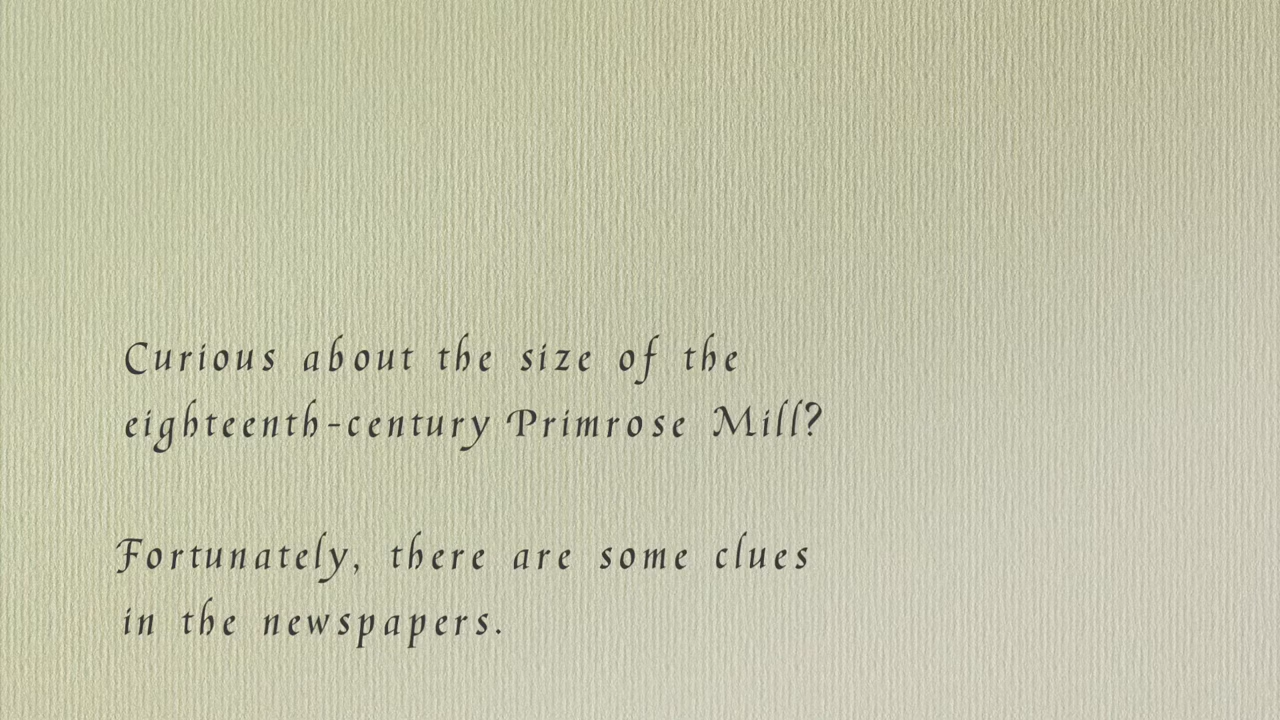 Curious about the size of the
eighteenth-century Primrose Mill?
Fortunately, there are some clues
in the newspapers.